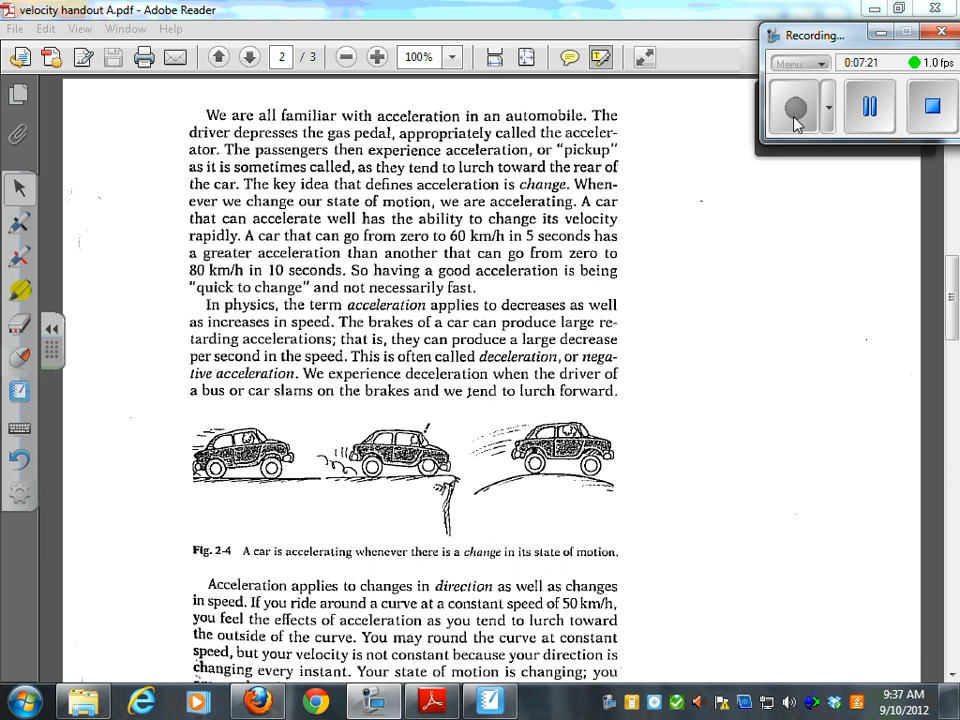 velocity handout A.pdf - Adobe Reader
File Edit View Window Help
2 / 3 100%
Recording...
Menu 0:07:21 1.0 fps
We are all familiar with acceleration in an automobile. The
driver depresses the gas pedal, appropriately called the acceler-
ator. The passengers then experience acceleration, or "pickup"
as it is sometimes called, as they tend to lurch toward the rear of
the car. The key idea that defines acceleration is change. When-
ever we change our state of motion, we are accelerating. A car
that can accelerate well has the ability to change its velocity
rapidly. A car that can go from zero to 60 km/h in 5 seconds has
a greater acceleration than another that can go from zero to
80 km/h in 10 seconds. So having a good acceleration is being
"quick to change" and not necessarily fast.
In physics, the term acceleration applies to decreases as well
as increases in speed. The brakes of a car can produce large re-
tarding accelerations; that is, they can produce a large decrease
per second in the speed. This is often called deceleration, or nega-
tive acceleration. We experience deceleration when the driver of
a bus or car slams on the brakes and we tend to lurch forward.
Fig. 2-4 A car is accelerating whenever there is a change in its state of motion.
Acceleration applies to changes in direction as well as changes
in speed. If you ride around a curve at a constant speed of 50 km/h,
you feel the effects of acceleration as you tend to lurch toward
the outside of the curve. You may round the curve at constant
speed, but your velocity is not constant because your direction is
changing every instant. Your state of motion is changing; you
9:37 AM
9/10/2012